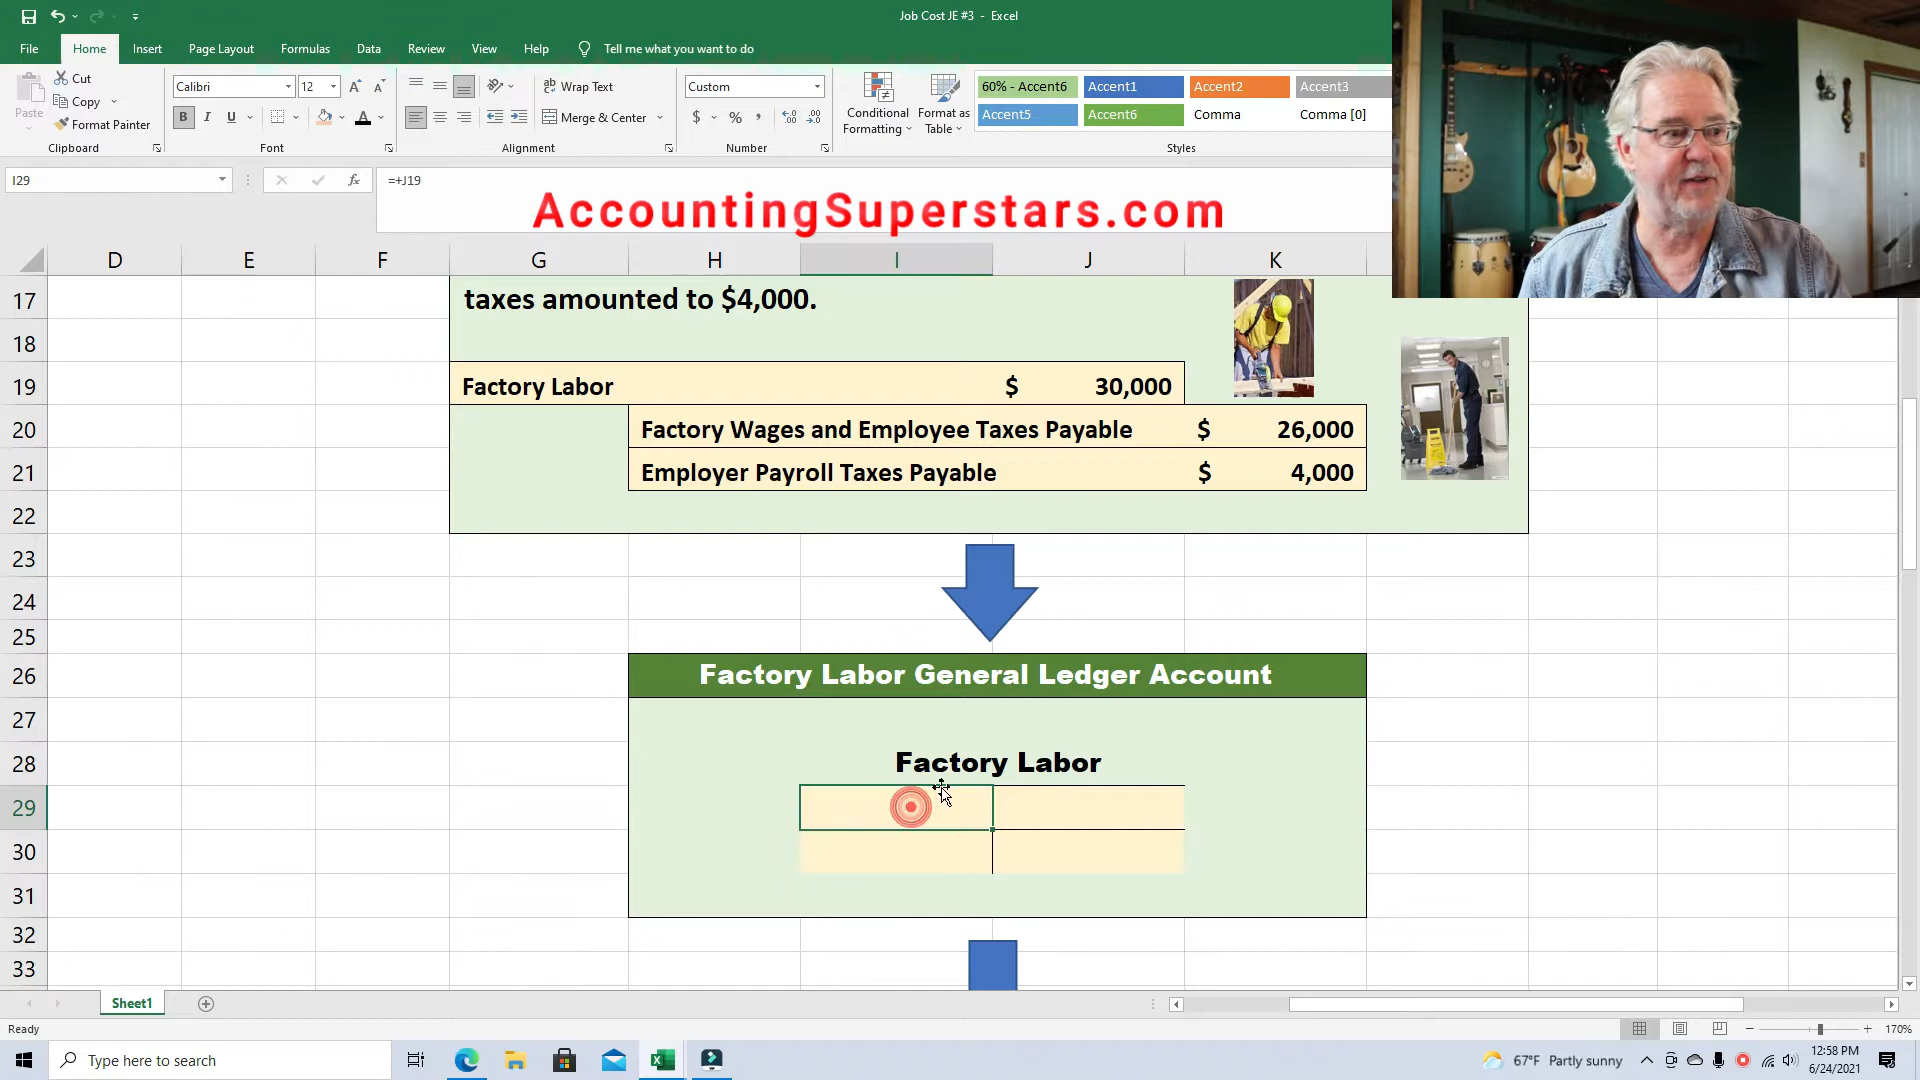 Job Cost JE #3 - Excel
File Home Insert Page Layout Formulas Data Review View Help Tell me what you want to do
Paste
Cut
Copy
Format Painter
Clipboard
Calibri 12
B I U
Font
Wrap Text
Merge & Center
Alignment
Custom
$ % ,
Number
Conditional Formatting
Format as Table
60% - Accent6 Accent1 Accent2 Accent3
Accent5 Accent6 Comma Comma [0]
Styles
I29 fx =+J19
AccountingSuperstars.com
D E F G H I J K
17 taxes amounted to $4,000.
18
19 Factory Labor $ 30,000
20 Factory Wages and Employee Taxes Payable $ 26,000
21 Employer Payroll Taxes Payable $ 4,000
22
23
24
25
26 Factory Labor General Ledger Account
27
28 Factory Labor
29
30
31
32
33
Sheet1
Ready 170%
Type here to search
67°F Partly sunny
12:58 PM
6/24/2021